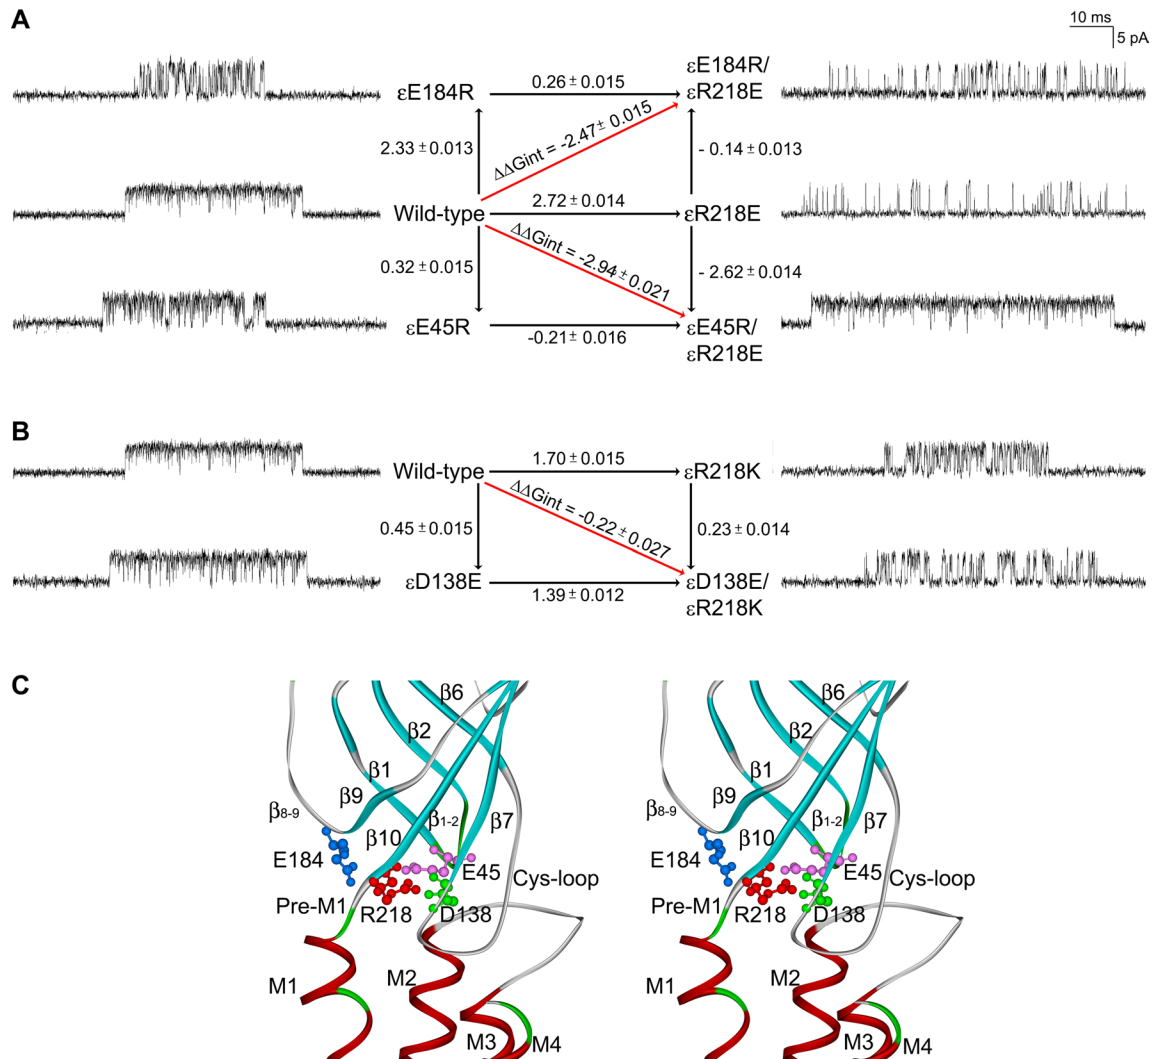 A
10 ms
5 pA
εE184R
0.26 ± 0.015
εE184R/
εR218E
2.33 ± 0.013
ΔΔGint = -2.47 ± 0.015
- 0.14 ± 0.013
Wild-type
2.72 ± 0.014
εR218E
0.32 ± 0.015
ΔΔGint = -2.94 ± 0.021
- 2.62 ± 0.014
εE45R
-0.21 ± 0.016
εE45R/
εR218E
B
Wild-type
1.70 ± 0.015
εR218K
0.45 ± 0.015
ΔΔGint = -0.22 ± 0.027
0.23 ± 0.014
εD138E
1.39 ± 0.012
εD138E/
εR218K
C
β6
β2
β1
β9
β8-9
β10
β1-2
β7
E184
E45
Cys-loop
Pre-M1
R218
D138
M1
M2
M3
M4
β6
β2
β1
β9
β8-9
β10
β1-2
β7
E184
E45
Cys-loop
Pre-M1
R218
D138
M1
M2
M3
M4